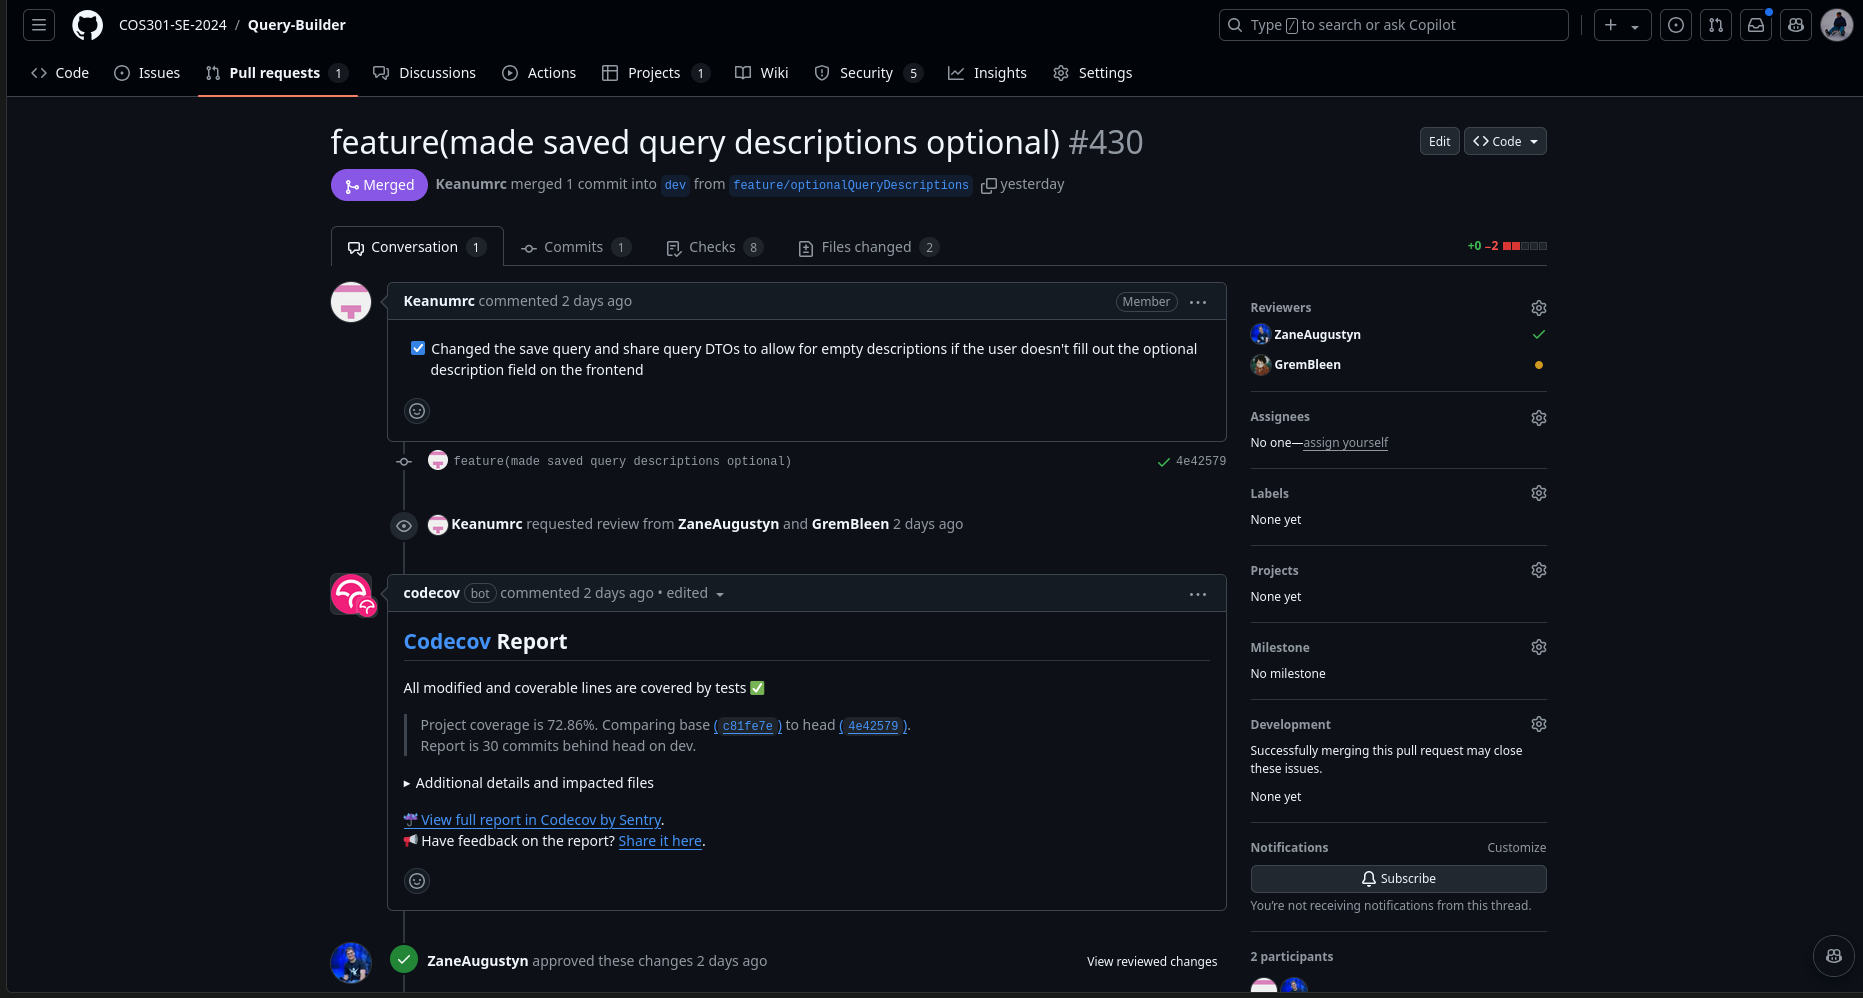 COS301-SE-2024 / Query-Builder
Type / to search or ask Copilot
Code
Issues
Pull requests 1
Discussions
Actions
Projects 1
Wiki
Security 5
Insights
Settings
feature(made saved query descriptions optional) #430
Edit
Code
Merged
Keanumrc merged 1 commit into dev from feature/optionalQueryDescriptions yesterday
Conversation 1
Commits 1
Checks 8
Files changed 2
+0 −2
Keanumrc commented 2 days ago
Member
Changed the save query and share query DTOs to allow for empty descriptions if the user doesn't fill out the optional
description field on the frontend
feature(made saved query descriptions optional)
4e42579
Keanumrc requested review from ZaneAugustyn and GremBleen 2 days ago
codecov bot commented 2 days ago • edited
Codecov Report
All modified and coverable lines are covered by tests ✅
Project coverage is 72.86%. Comparing base (c81fe7e) to head (4e42579).
Report is 30 commits behind head on dev.
Additional details and impacted files
View full report in Codecov by Sentry.
Have feedback on the report? Share it here.
ZaneAugustyn approved these changes 2 days ago
View reviewed changes
Reviewers
ZaneAugustyn
GremBleen
Assignees
No one—assign yourself
Labels
None yet
Projects
None yet
Milestone
No milestone
Development
Successfully merging this pull request may close
these issues.
None yet
Notifications
Customize
Subscribe
You're not receiving notifications from this thread.
2 participants